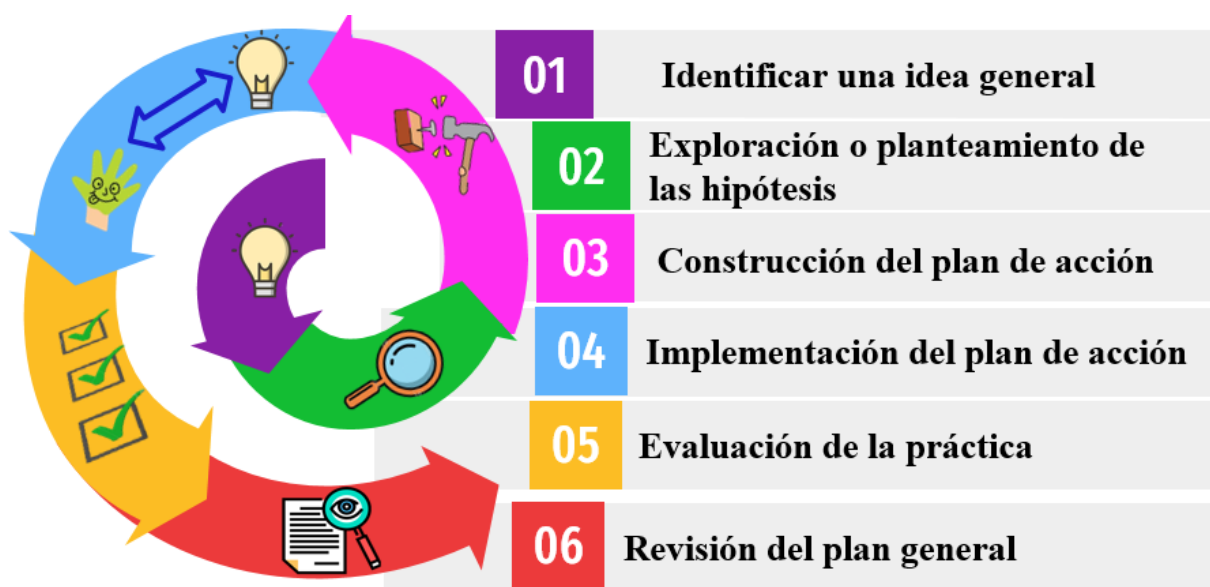 01 Identificar una idea general
02 Exploración o planteamiento de
las hipótesis
03 Construcción del plan de acción
04 Implementación del plan de acción
05 Evaluación de la práctica
06 Revisión del plan general